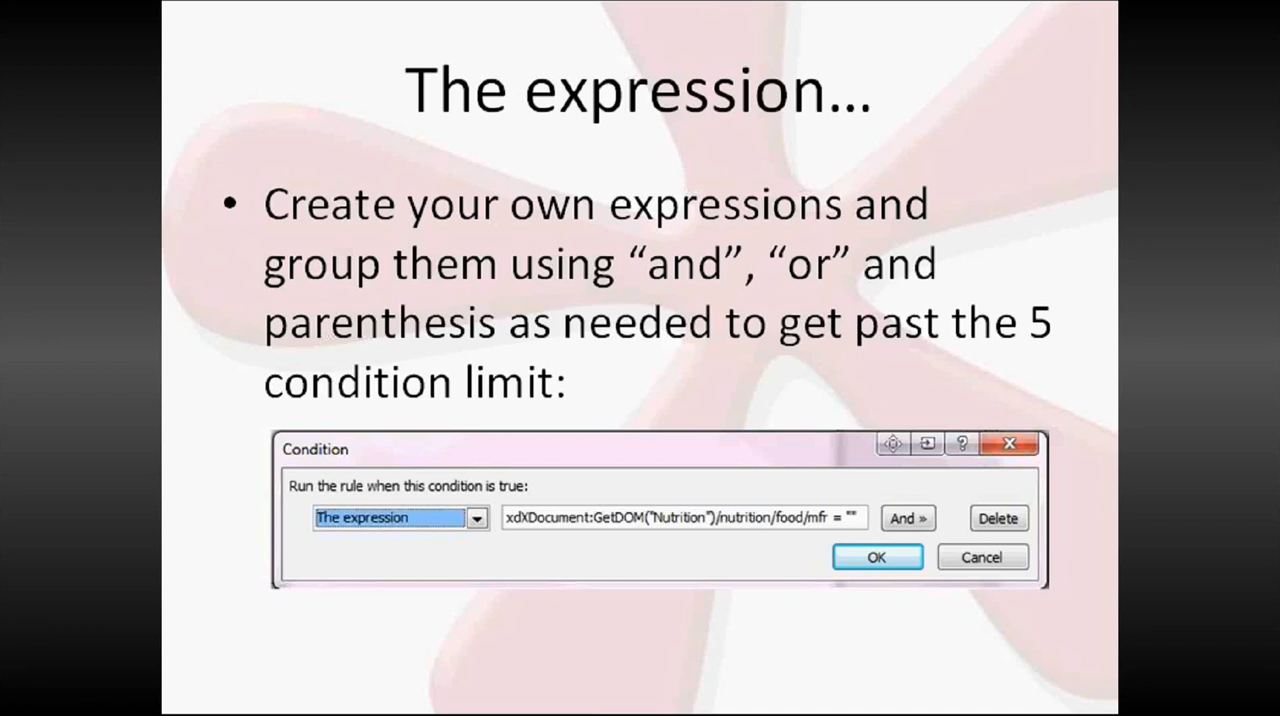 The expression...
• Create your own expressions and
group them using “and”, “or” and
parenthesis as needed to get past the 5
condition limit:
Condition
Run the rule when this condition is true:
The expression xdXDocument:GetDOM("Nutrition")/nutrition/food/mfr = "" And » Delete
OK Cancel